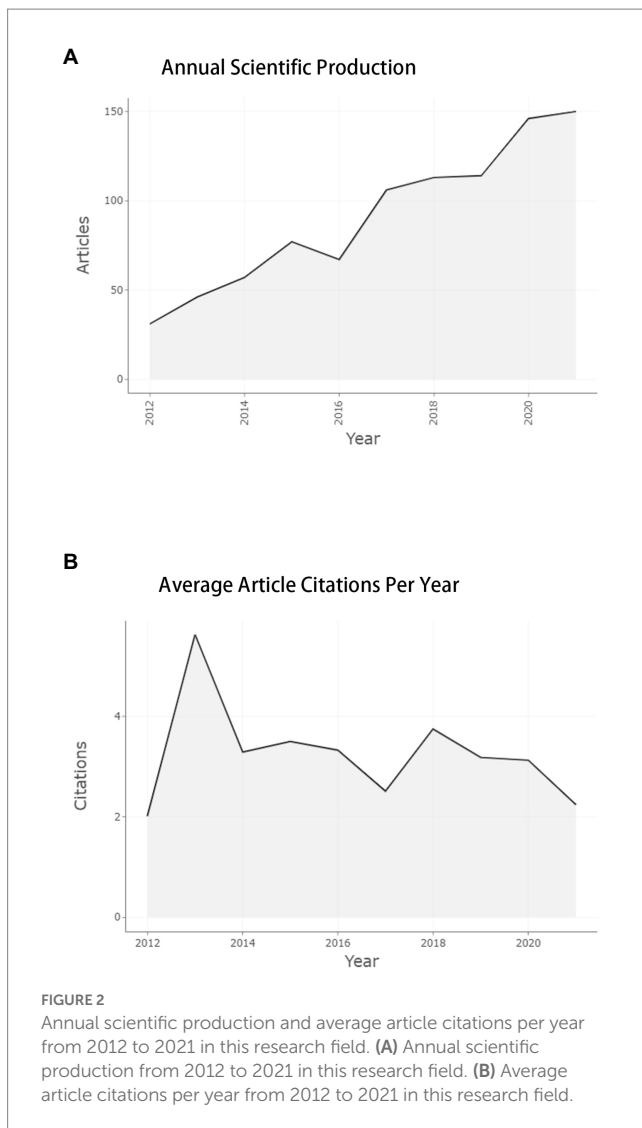 A
Annual Scientific Production
150
100
50
0
Articles
2012
2014
2016
2018
2020
Year
B
Average Article Citations Per Year
4
2
0
Citations
2012
2014
2016
2018
2020
Year
FIGURE 2
Annual scientific production and average article citations per year
from 2012 to 2021 in this research field. (A) Annual scientific
production from 2012 to 2021 in this research field. (B) Average
article citations per year from 2012 to 2021 in this research field.